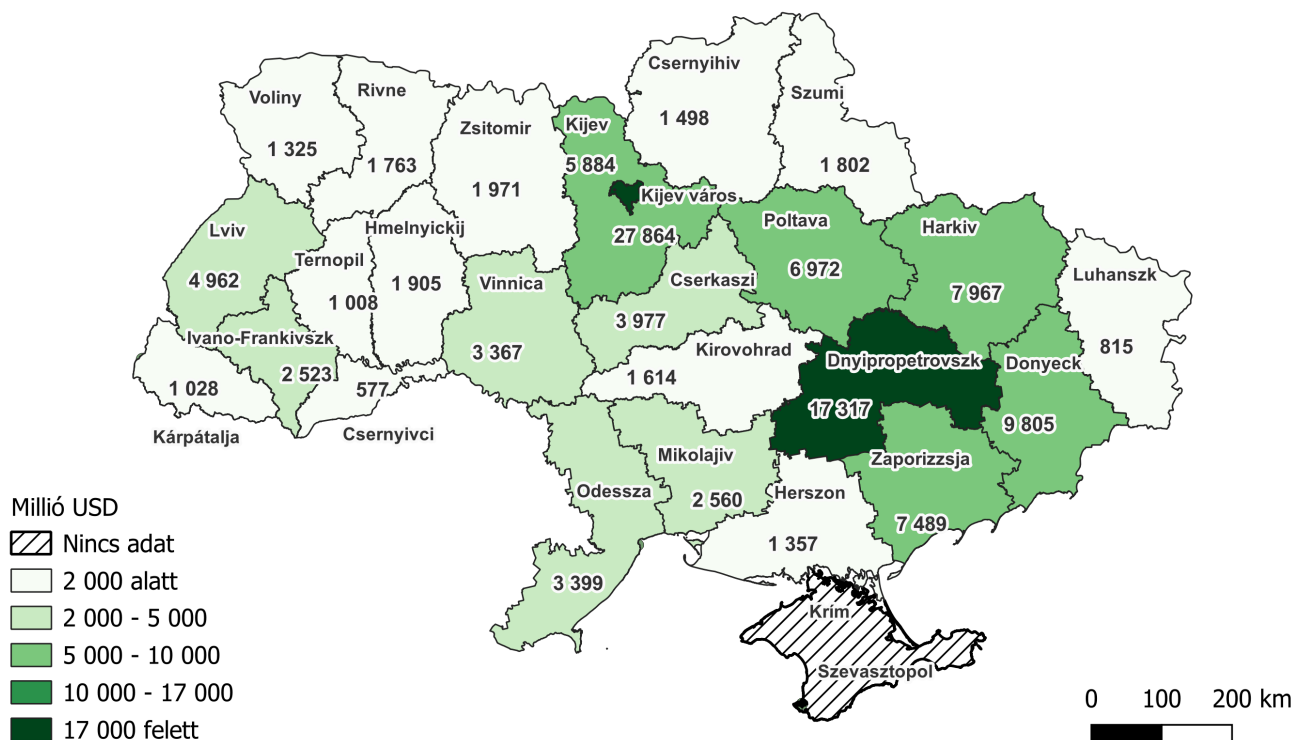 Csernyihiv
1 498
Szumi
1 802
Rivne
1 763
Voliny
1 325
Zsitomir
1 971
Kijev
5 884
Kijev város
27 864
Poltava
6 972
Harkiv
7 967
Lviv
4 962
Hmelnyickij
1 905
Ternopil
1 008
Vinnica
3 367
Cserkaszi
3 977
Luhanszk
815
Ivano-Frankivszk
2 523
Kirovohrad
1 614
Dnyipropetrovszk
17 317
Donyeck
9 805
1 028
Kárpátalja
577
Csernyivci
Mikolajiv
2 560
Zaporizzsja
7 489
Odessza
3 399
Herszon
1 357
Krím
Szevasztopol
Millió USD
Nincs adat
2 000 alatt
2 000 - 5 000
5 000 - 10 000
10 000 - 17 000
17 000 felett
0 100 200 km